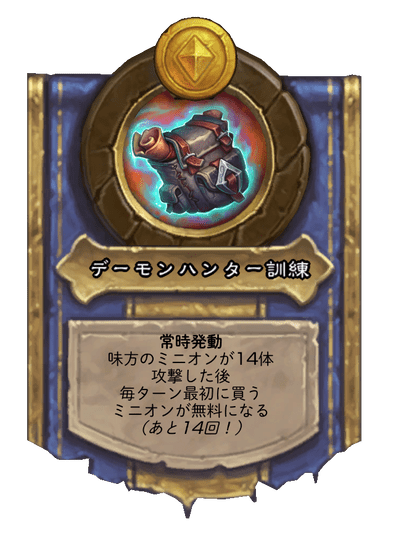 デーモンハンター訓練
常時発動
味方のミニオンが14体
攻撃した後
毎ターン最初に買う
ミニオンが無料になる
(あと14回！)